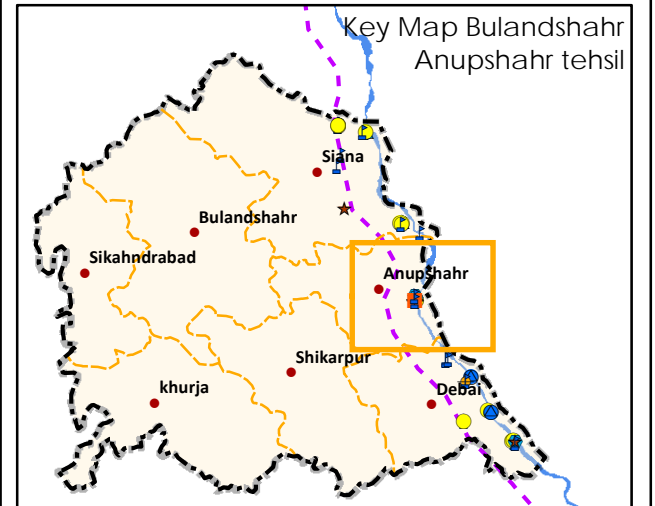 Key Map Bulandshahr
Anupshahr tehsil
Siana
Bulandshahr
Sikahndrabad
Anupshahr
Shikarpur
khurja
Debai